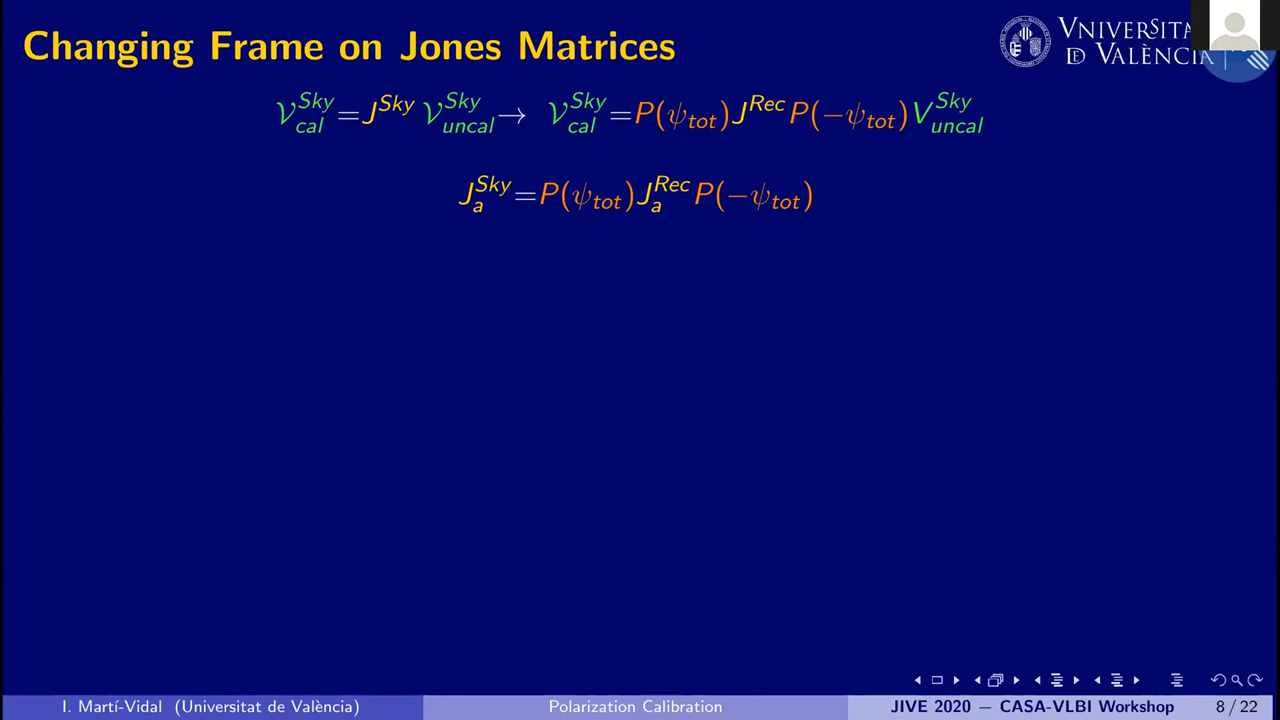 Changing Frame on Jones Matrices
VNIVERSITA
DE VALÈNCIA
𝒱^{Sky}_{cal}=J^{Sky} 𝒱^{Sky}_{uncal}→ 𝒱^{Sky}_{cal}=P(ψ_{tot})J^{Rec}P(−ψ_{tot})V^{Sky}_{uncal}
J^{Sky}_{a}=P(ψ_{tot})J^{Rec}_{a}P(−ψ_{tot})
I. Martí-Vidal (Universitat de València) Polarization Calibration JIVE 2020 — CASA-VLBI Workshop 8 / 22